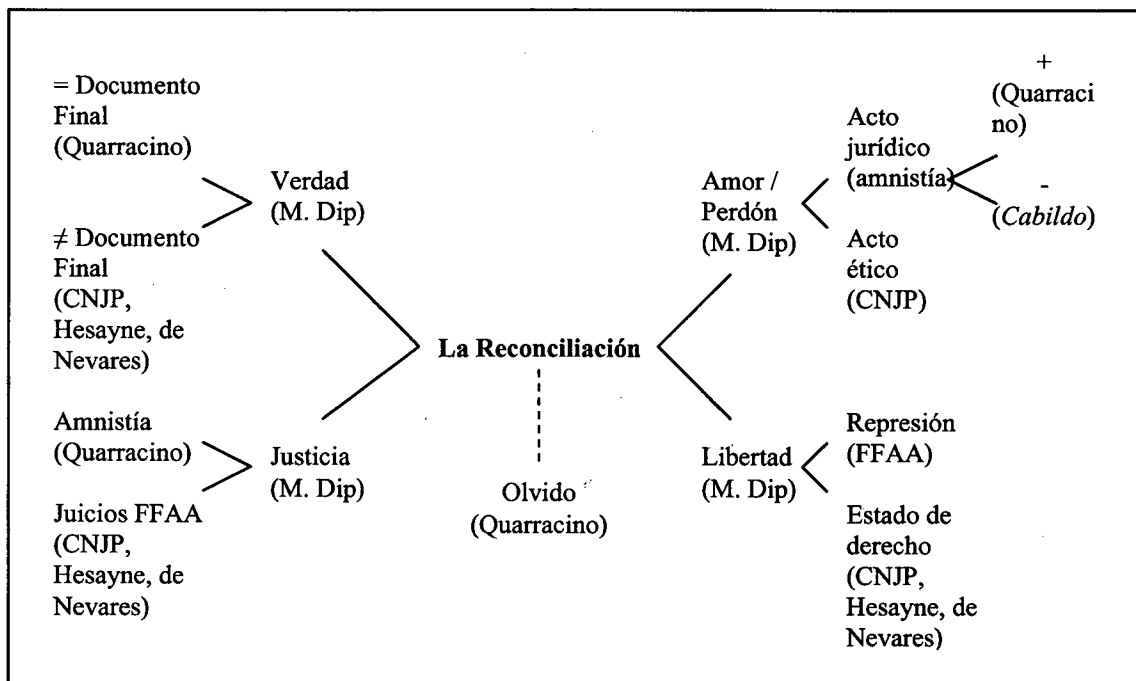 = Documento
Final
(Quarracino)
Verdad
(M. Dip)
≠ Documento
Final
(CNJP,
Hesayne, de
Nevares)
Amnistía
(Quarracino)
Justicia
(M. Dip)
Juicios FFAA
(CNJP,
Hesayne, de
Nevares)
La Reconciliación
Olvido
(Quarracino)
Amor /
Perdón
(M. Dip)
Acto
jurídico
(amnistía)
+
(Quarraci
no)
-
(Cabildo)
Acto
ético
(CNJP)
Libertad
(M. Dip)
Represión
(FFAA)
Estado de
derecho
(CNJP,
Hesayne, de
Nevares)